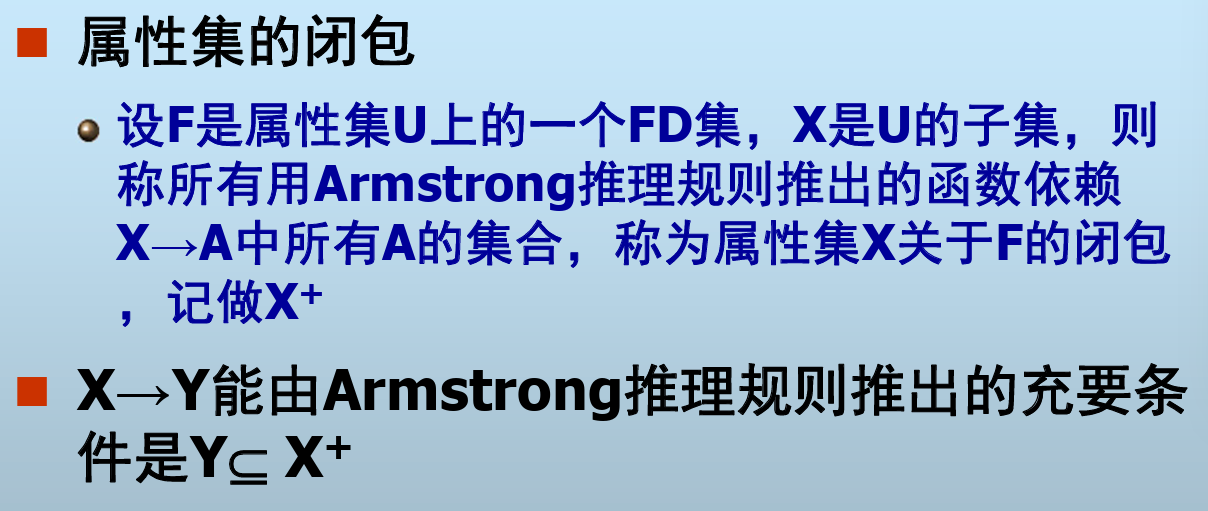 属性集的闭包
设F是属性集U上的一个FD集，X是U的子集，则
称所有用Armstrong推理规则推出的函数依赖
X→A中所有A的集合，称为属性集X关于F的闭包
，记做X⁺
X→Y能由Armstrong推理规则推出的充要条
件是Y⊆ X⁺